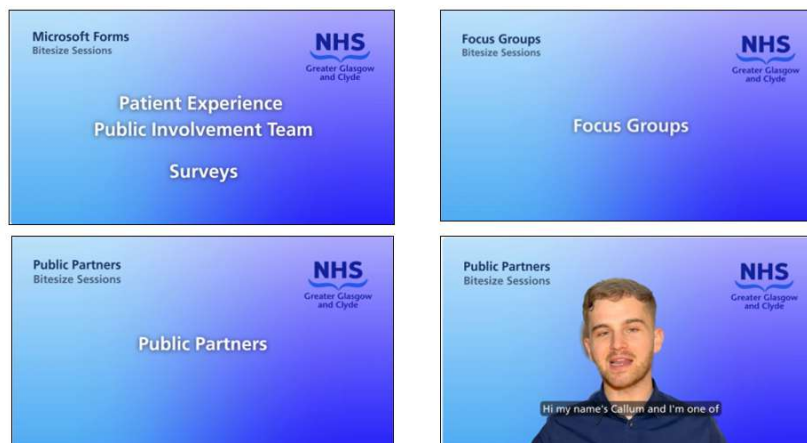 Microsoft Forms
Bitesize Sessions
NHS
Greater Glasgow
and Clyde
Patient Experience
Public Involvement Team
Surveys
Focus Groups
Bitesize Sessions
NHS
Greater Glasgow
and Clyde
Focus Groups
Public Partners
Bitesize Sessions
NHS
Greater Glasgow
and Clyde
Public Partners
Public Partners
Bitesize Sessions
NHS
Greater Glasgow
and Clyde
Hi my name's Callum and I'm one of